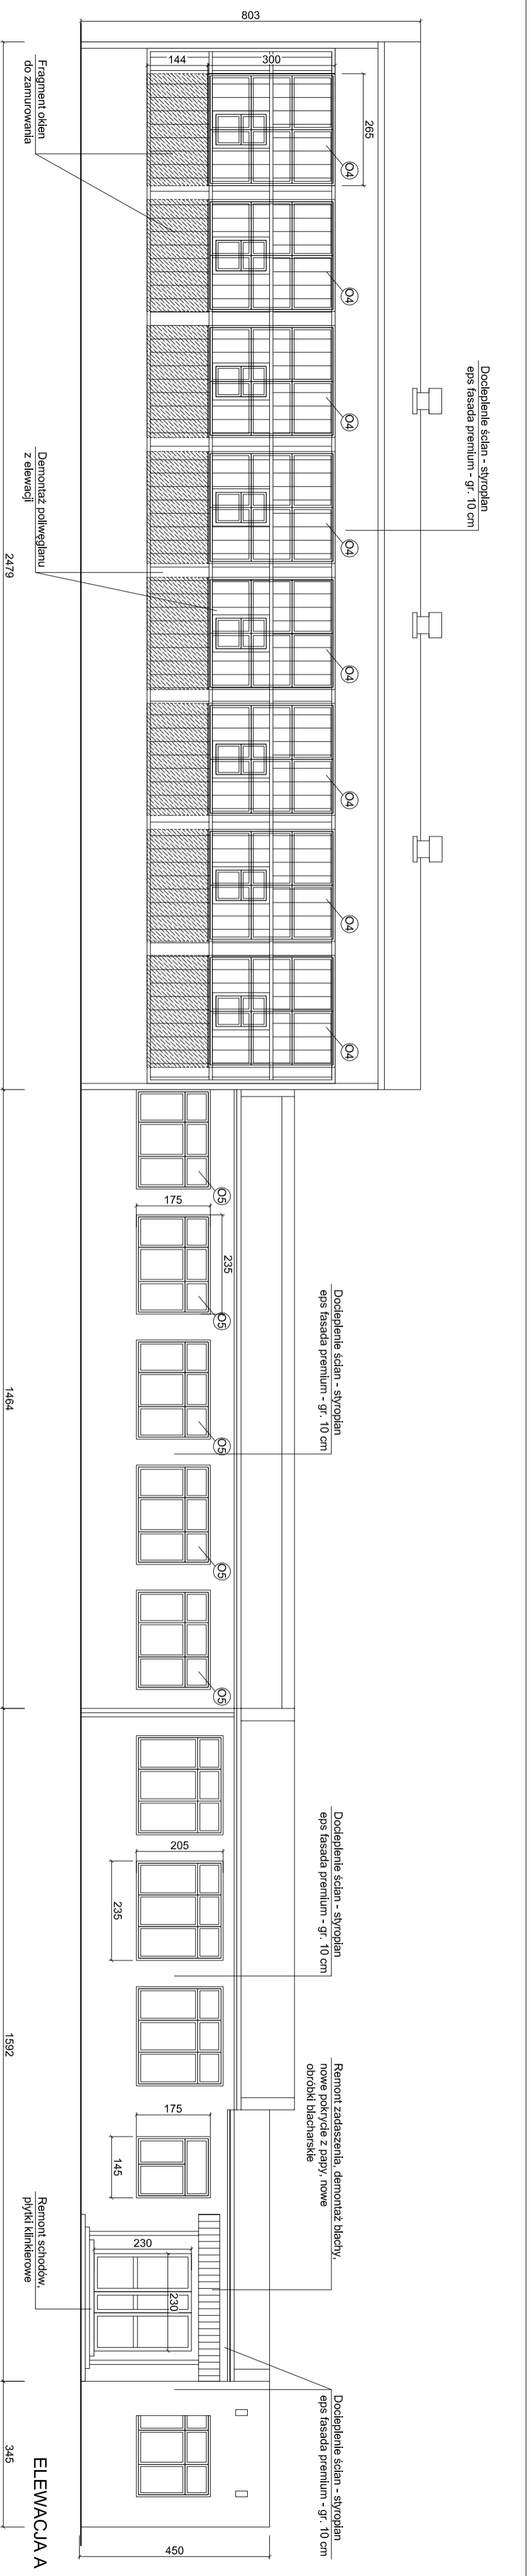 803
144
300
265
Fragment okien
do zamurowania
O4
O4
O4
O4
O4
O4
O4
O4
Docieplenie ścian - styropian
eps fasada premium - gr. 10 cm
Demontaż poliwęglanu
z elewacji
2479
O5
O5
O5
O5
O5
175
235
Docieplenie ścian - styropian
eps fasada premium - gr. 10 cm
1464
205
235
Docieplenie ścian - styropian
eps fasada premium - gr. 10 cm
Remont zadaszenia, demontaż blachy,
nowe pokrycie z papy, nowe
obróbki blacharskie
175
145
230
230
Remont schodów,
płytki klinkierowe
1592
Docieplenie ścian - styropian
eps fasada premium - gr. 10 cm
345
450
ELEWACJA A